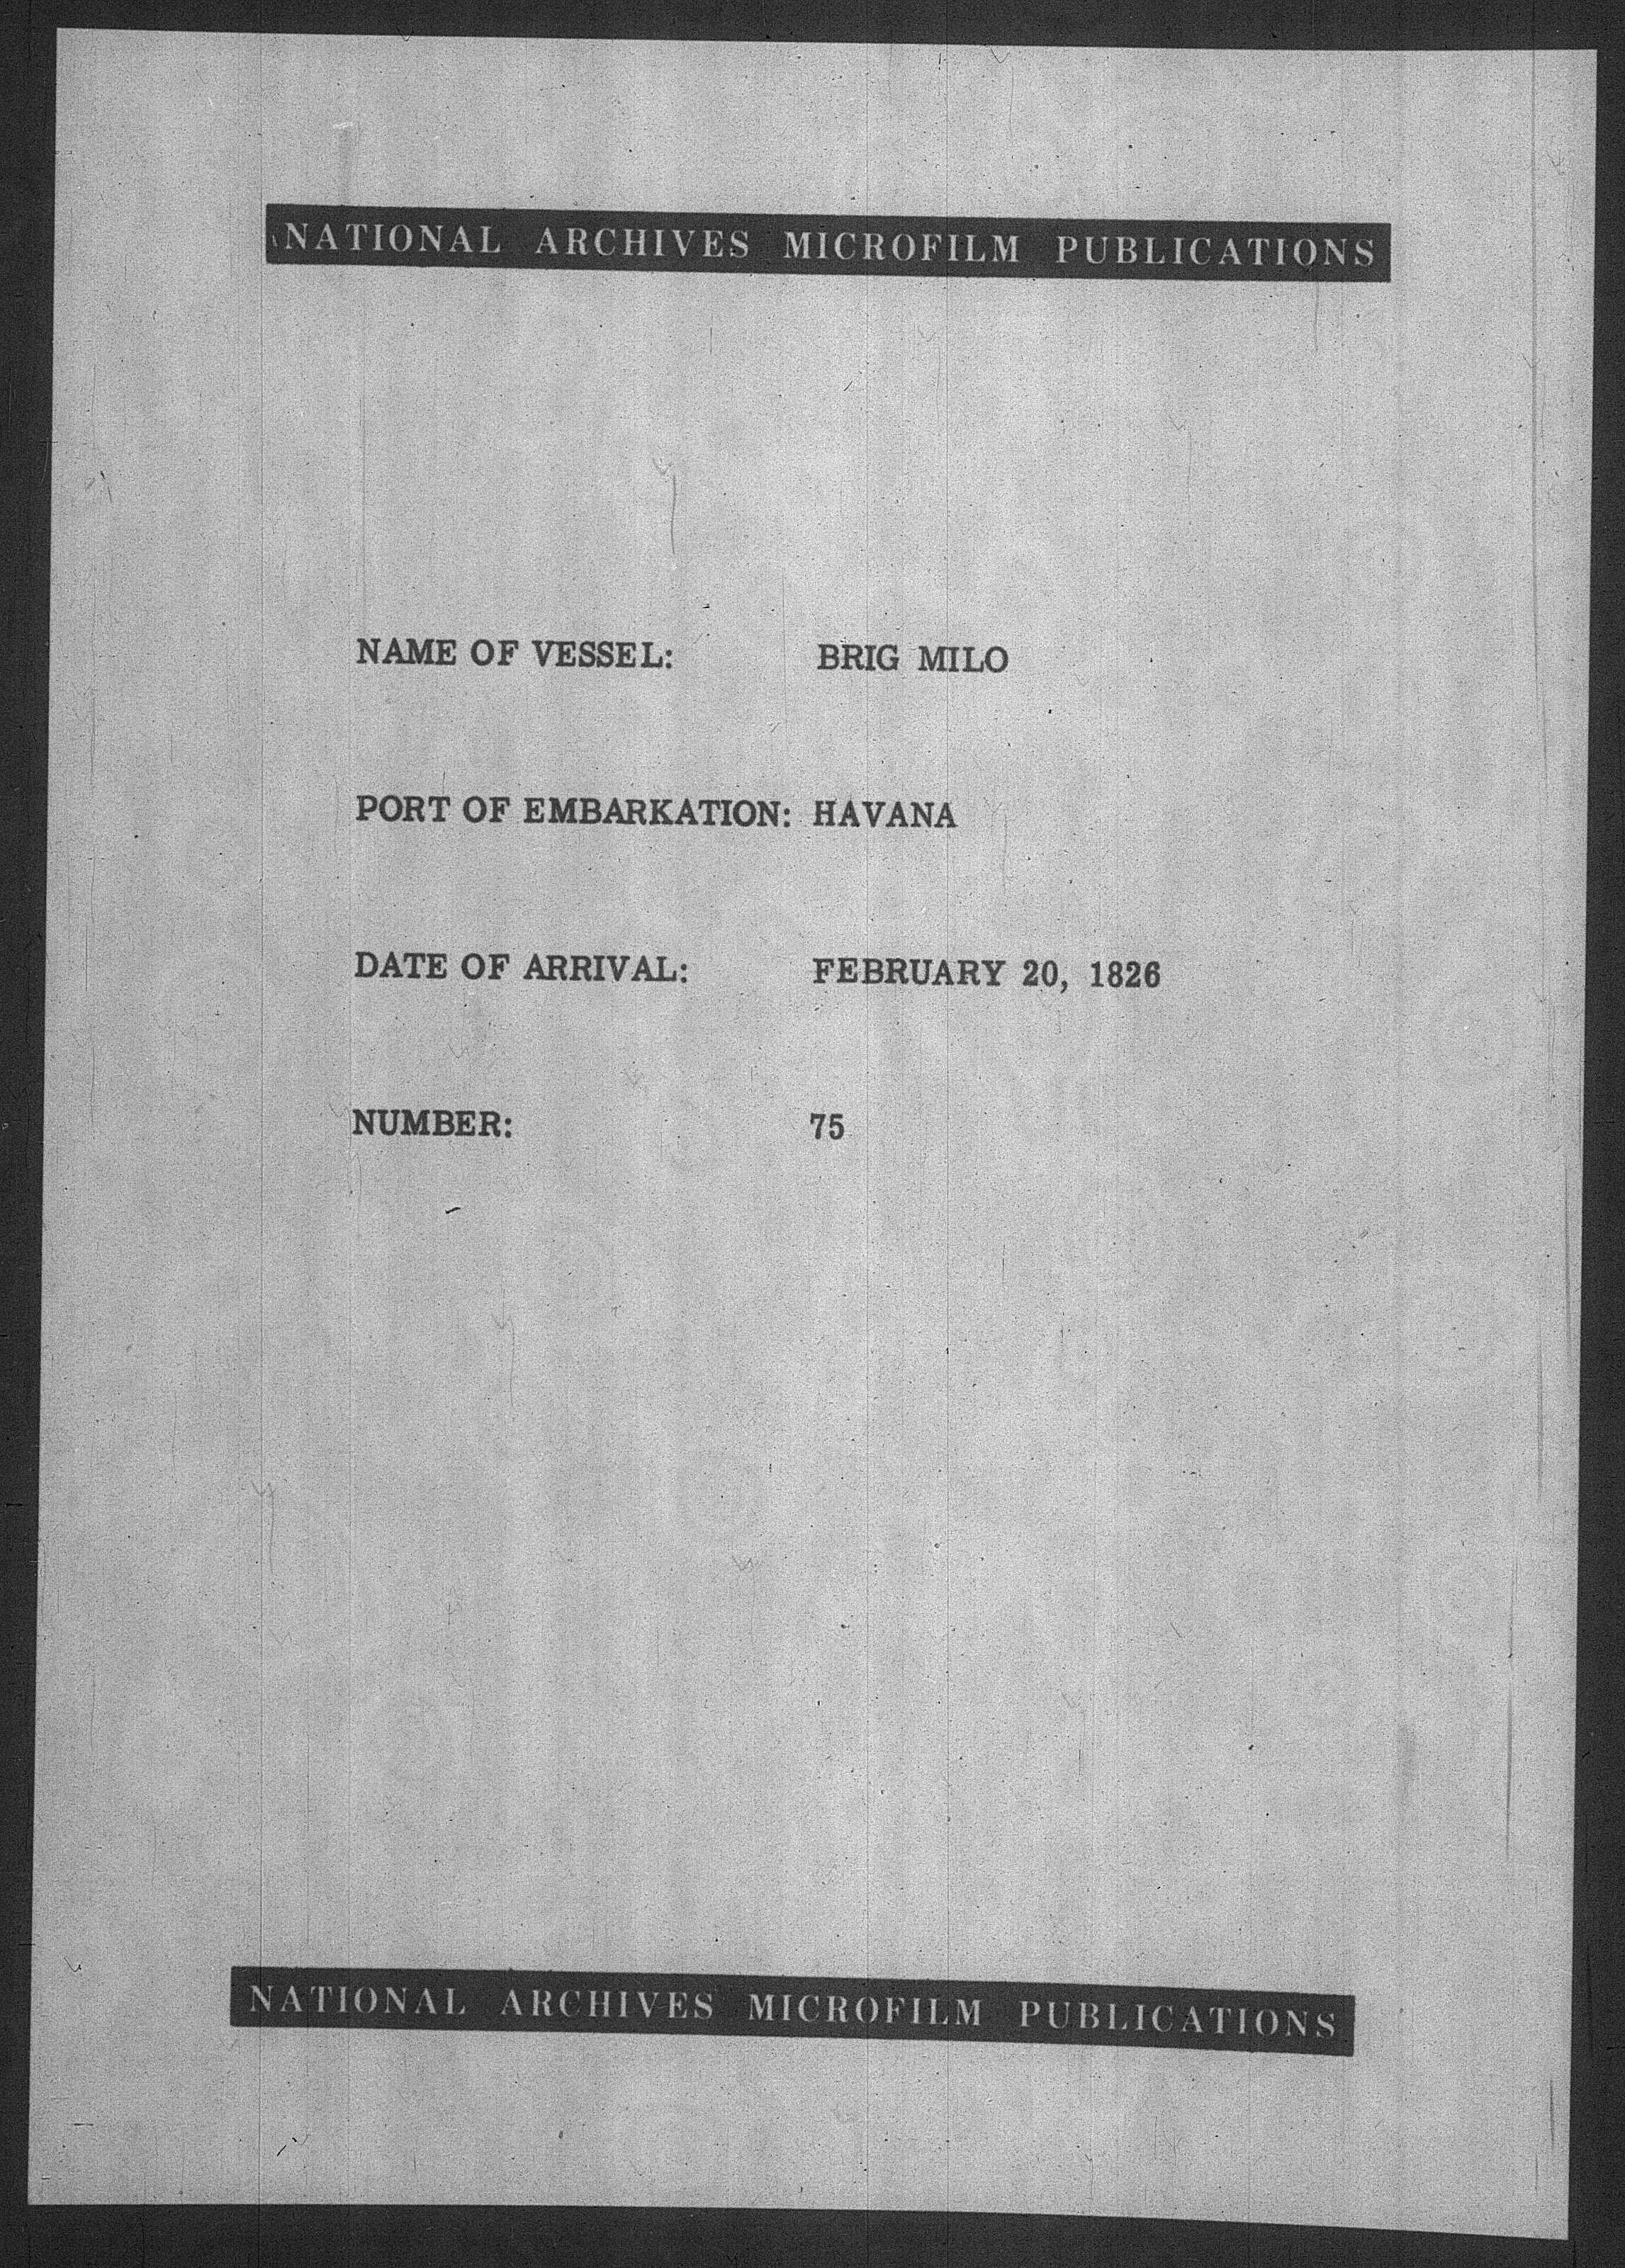 NATIONAL ARCHIVES MICROFILM PUBLICATIONS
NAME OF VESSEL: BRIG MILO
PORT OF EMBARKATION: HAVANA
DATE OF ARRIVAL: FEBRUARY 20, 1826
NUMBER: 75
NATIONAL ARCHIVES MICROFILM PUBLICATIONS